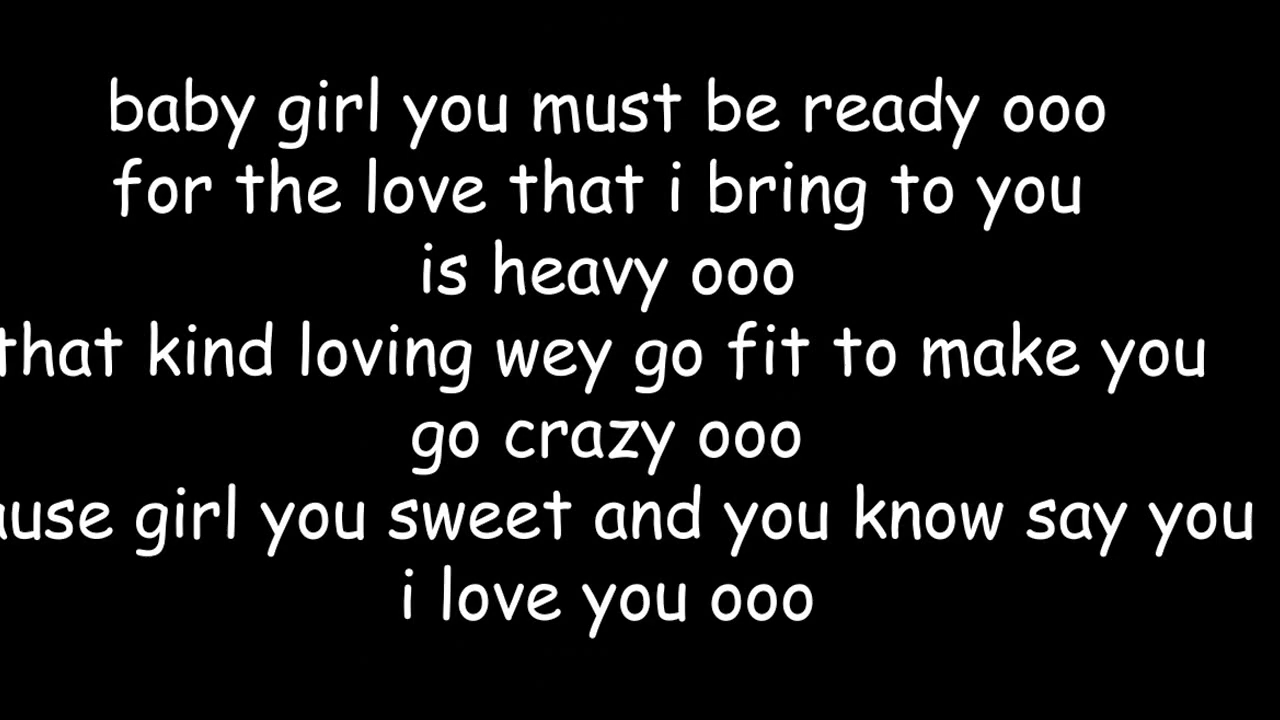 baby girl you must be ready ooo
for the love that i bring to you
is heavy ooo
that kind loving wey go fit to make you
go crazy ooo
ause girl you sweet and you know say you
i love you ooo